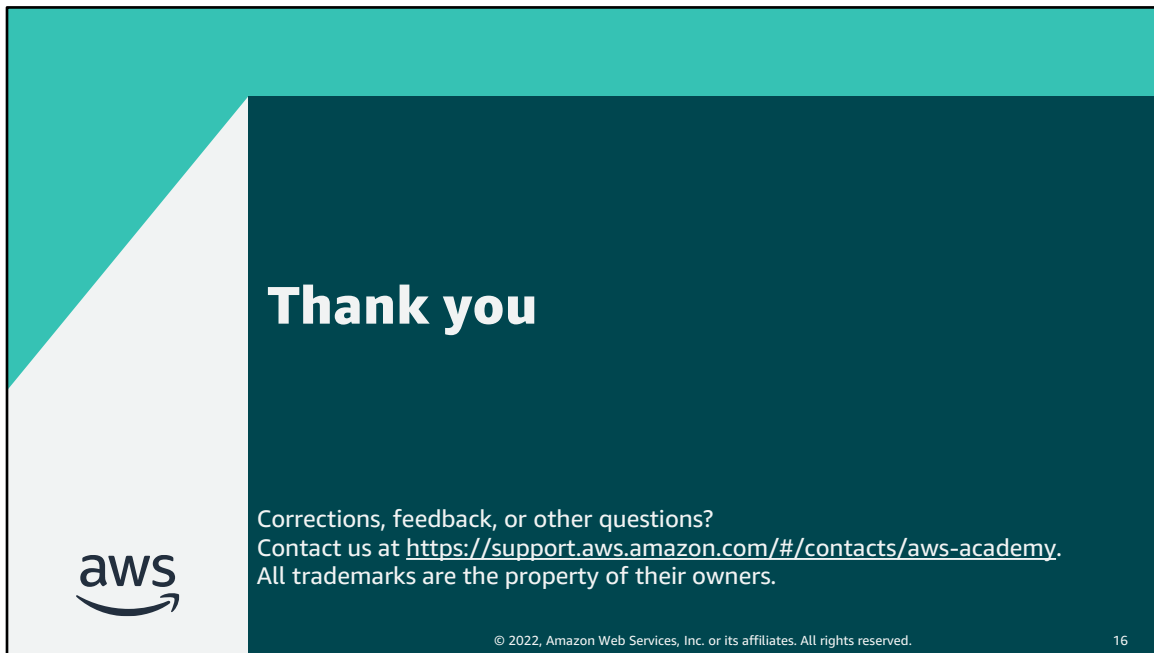 Thank you
Corrections, feedback, or other questions?
Contact us at https://support.aws.amazon.com/#/contacts/aws-academy.
All trademarks are the property of their owners.
aws
© 2022, Amazon Web Services, Inc. or its affiliates. All rights reserved.
16